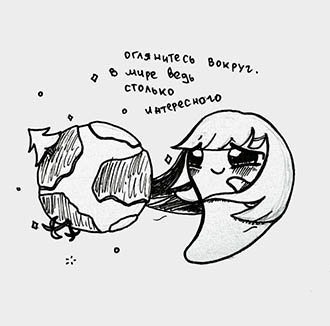 оглянитесь вокруг.
в мире ведь
столько
интересного